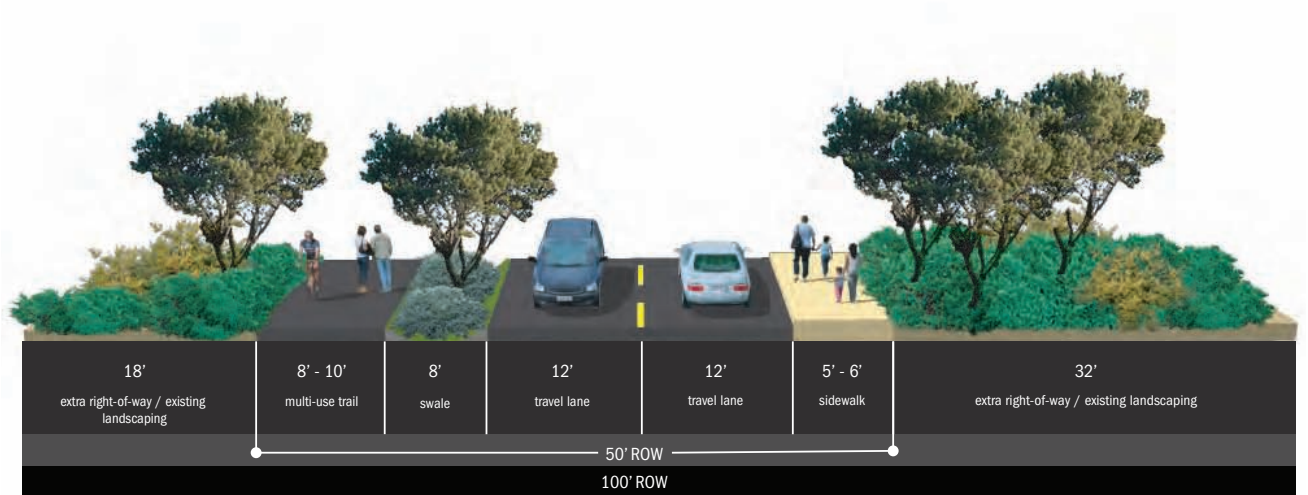 18’
extra right-of-way / existing
landscaping
8’ - 10’
multi-use trail
8’
swale
12’
travel lane
12’
travel lane
5’ - 6’
sidewalk
32’
extra right-of-way / existing landscaping
50’ ROW
100’ ROW